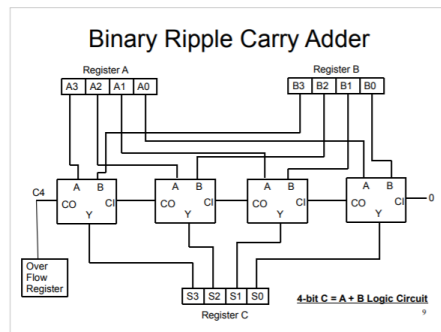 Binary Ripple Carry Adder
Register A
Register B
A3 A2 A1 A0
B3 B2 B1 B0
C4
A B
CO CI
Y
A B
CO CI
Y
A B
CO CI
Y
A B
CO CI
Y
0
Over
Flow
Register
S3 S2 S1 S0
Register C
4-bit C = A + B Logic Circuit
9